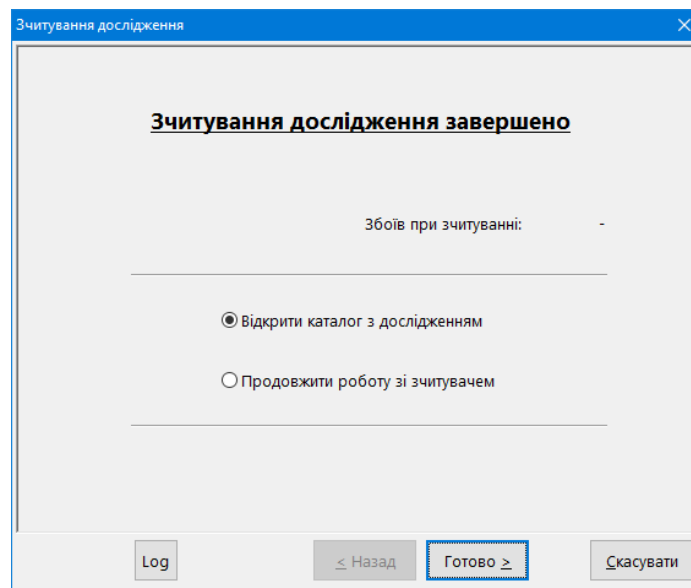 Зчитування дослідження
Зчитування дослідження завершено
Збоїв при зчитуванні: -
Відкрити каталог з дослідженням
Продовжити роботу зі зчитувачем
Log < Назад Готово > Скасувати